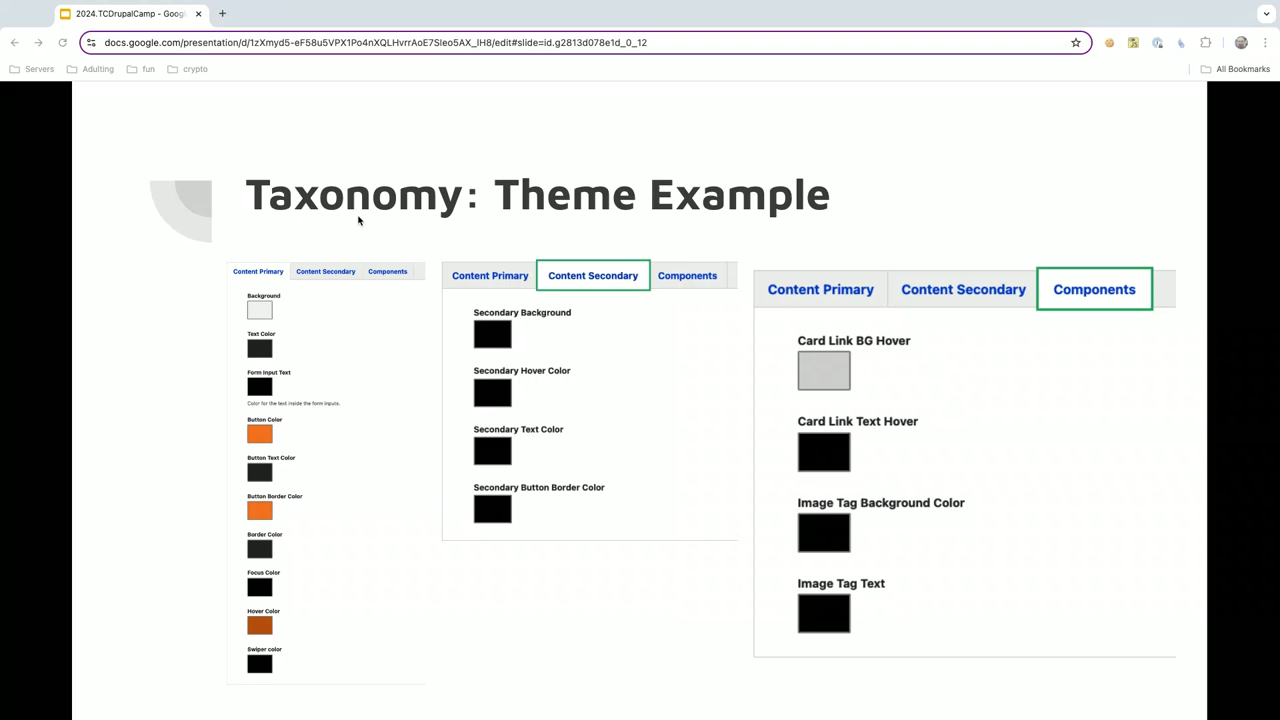 2024.TCDrupalCamp - Googl
docs.google.com/presentation/d/1zXmyd5-eF58u5VPX1Po4nXQLHvrrAoE7Sleo5AX_lH8/edit#slide=id.g2813d078e1d_0_12
Servers
Adulting
fun
crypto
All Bookmarks
Taxonomy: Theme Example
Content Primary
Content Secondary
Components
Background
Text Color
Form Input Text
Color for the text inside the form inputs.
Button Color
Button Text Color
Button Border Color
Border Color
Focus Color
Hover Color
Swiper color
Content Primary
Content Secondary
Components
Secondary Background
Secondary Hover Color
Secondary Text Color
Secondary Button Border Color
Content Primary
Content Secondary
Components
Card Link BG Hover
Card Link Text Hover
Image Tag Background Color
Image Tag Text